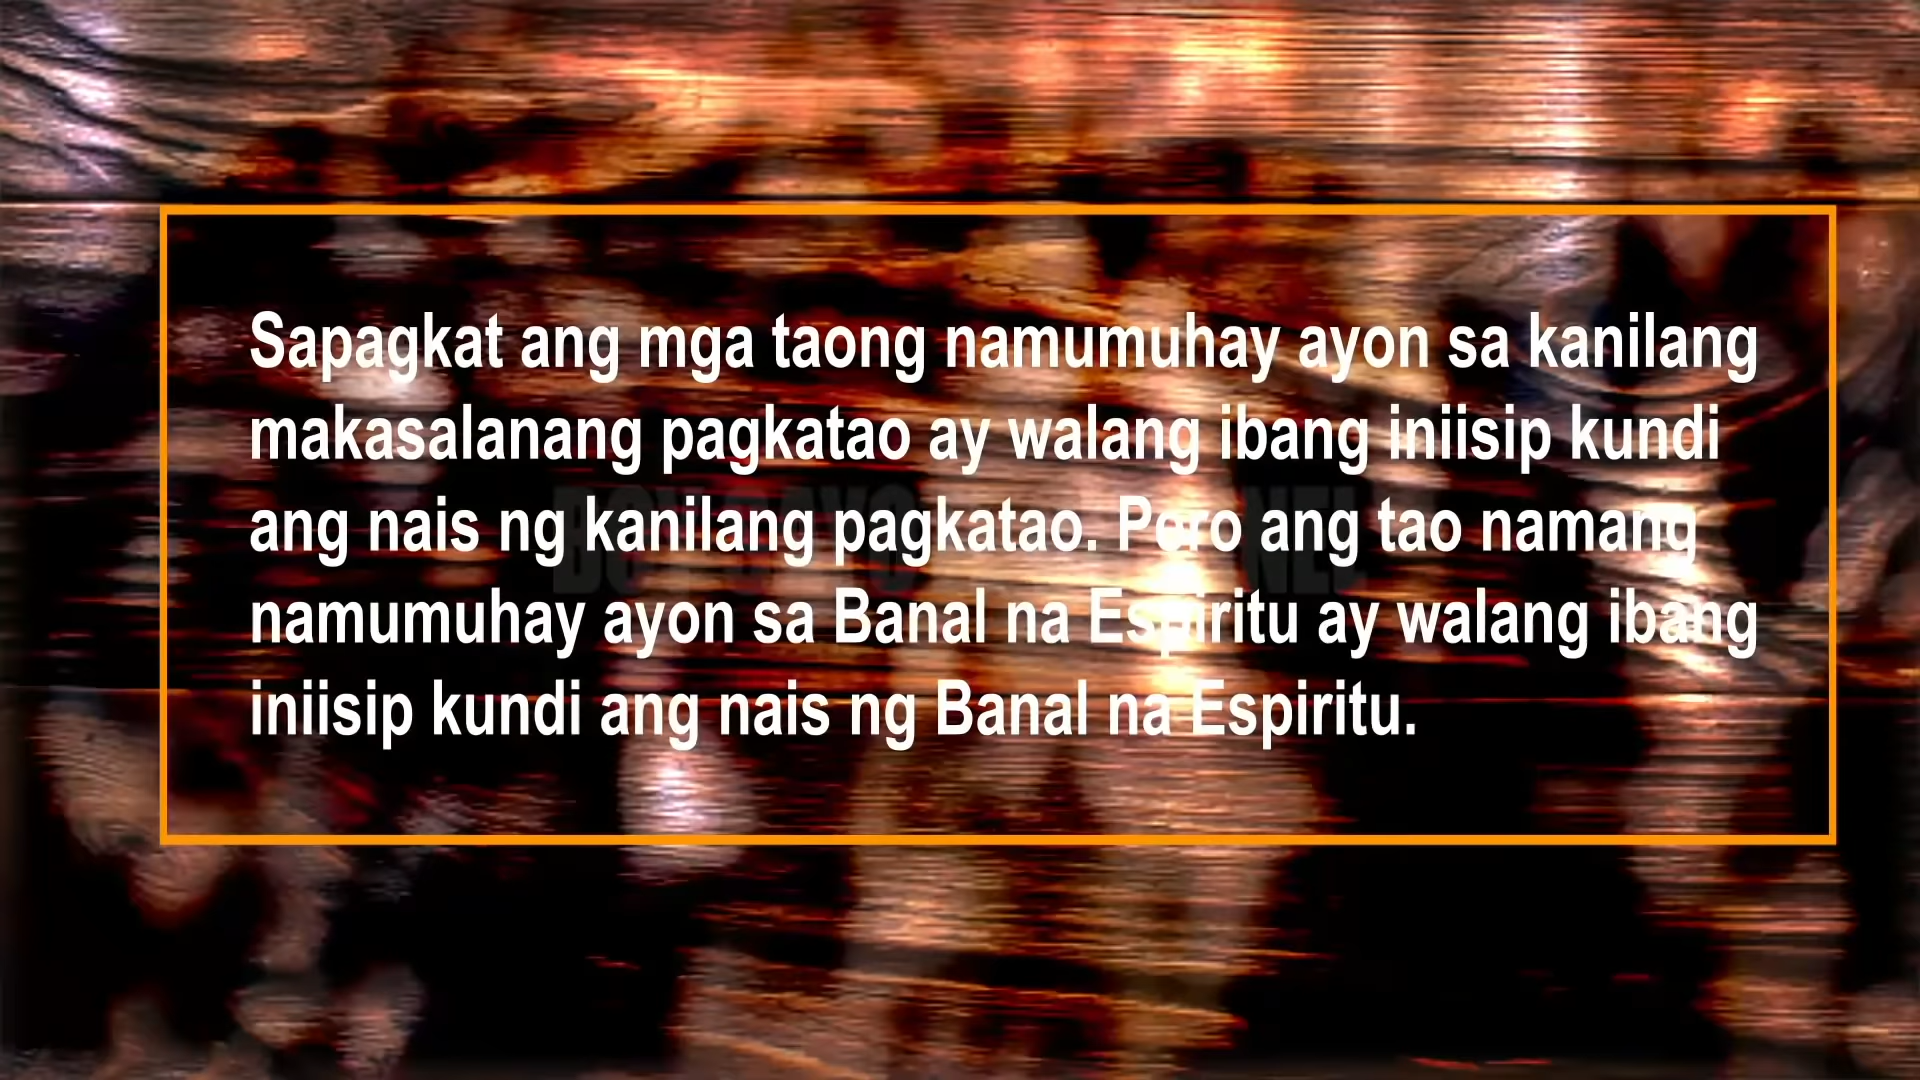 Sapagkat ang mga taong namumuhay ayon sa kanilang
makasalanang pagkatao ay walang ibang iniisip kundi
ang nais ng kanilang pagkatao. Pero ang tao namang
namumuhay ayon sa Banal na Espiritu ay walang ibang
iniisip kundi ang nais ng Banal na Espiritu.